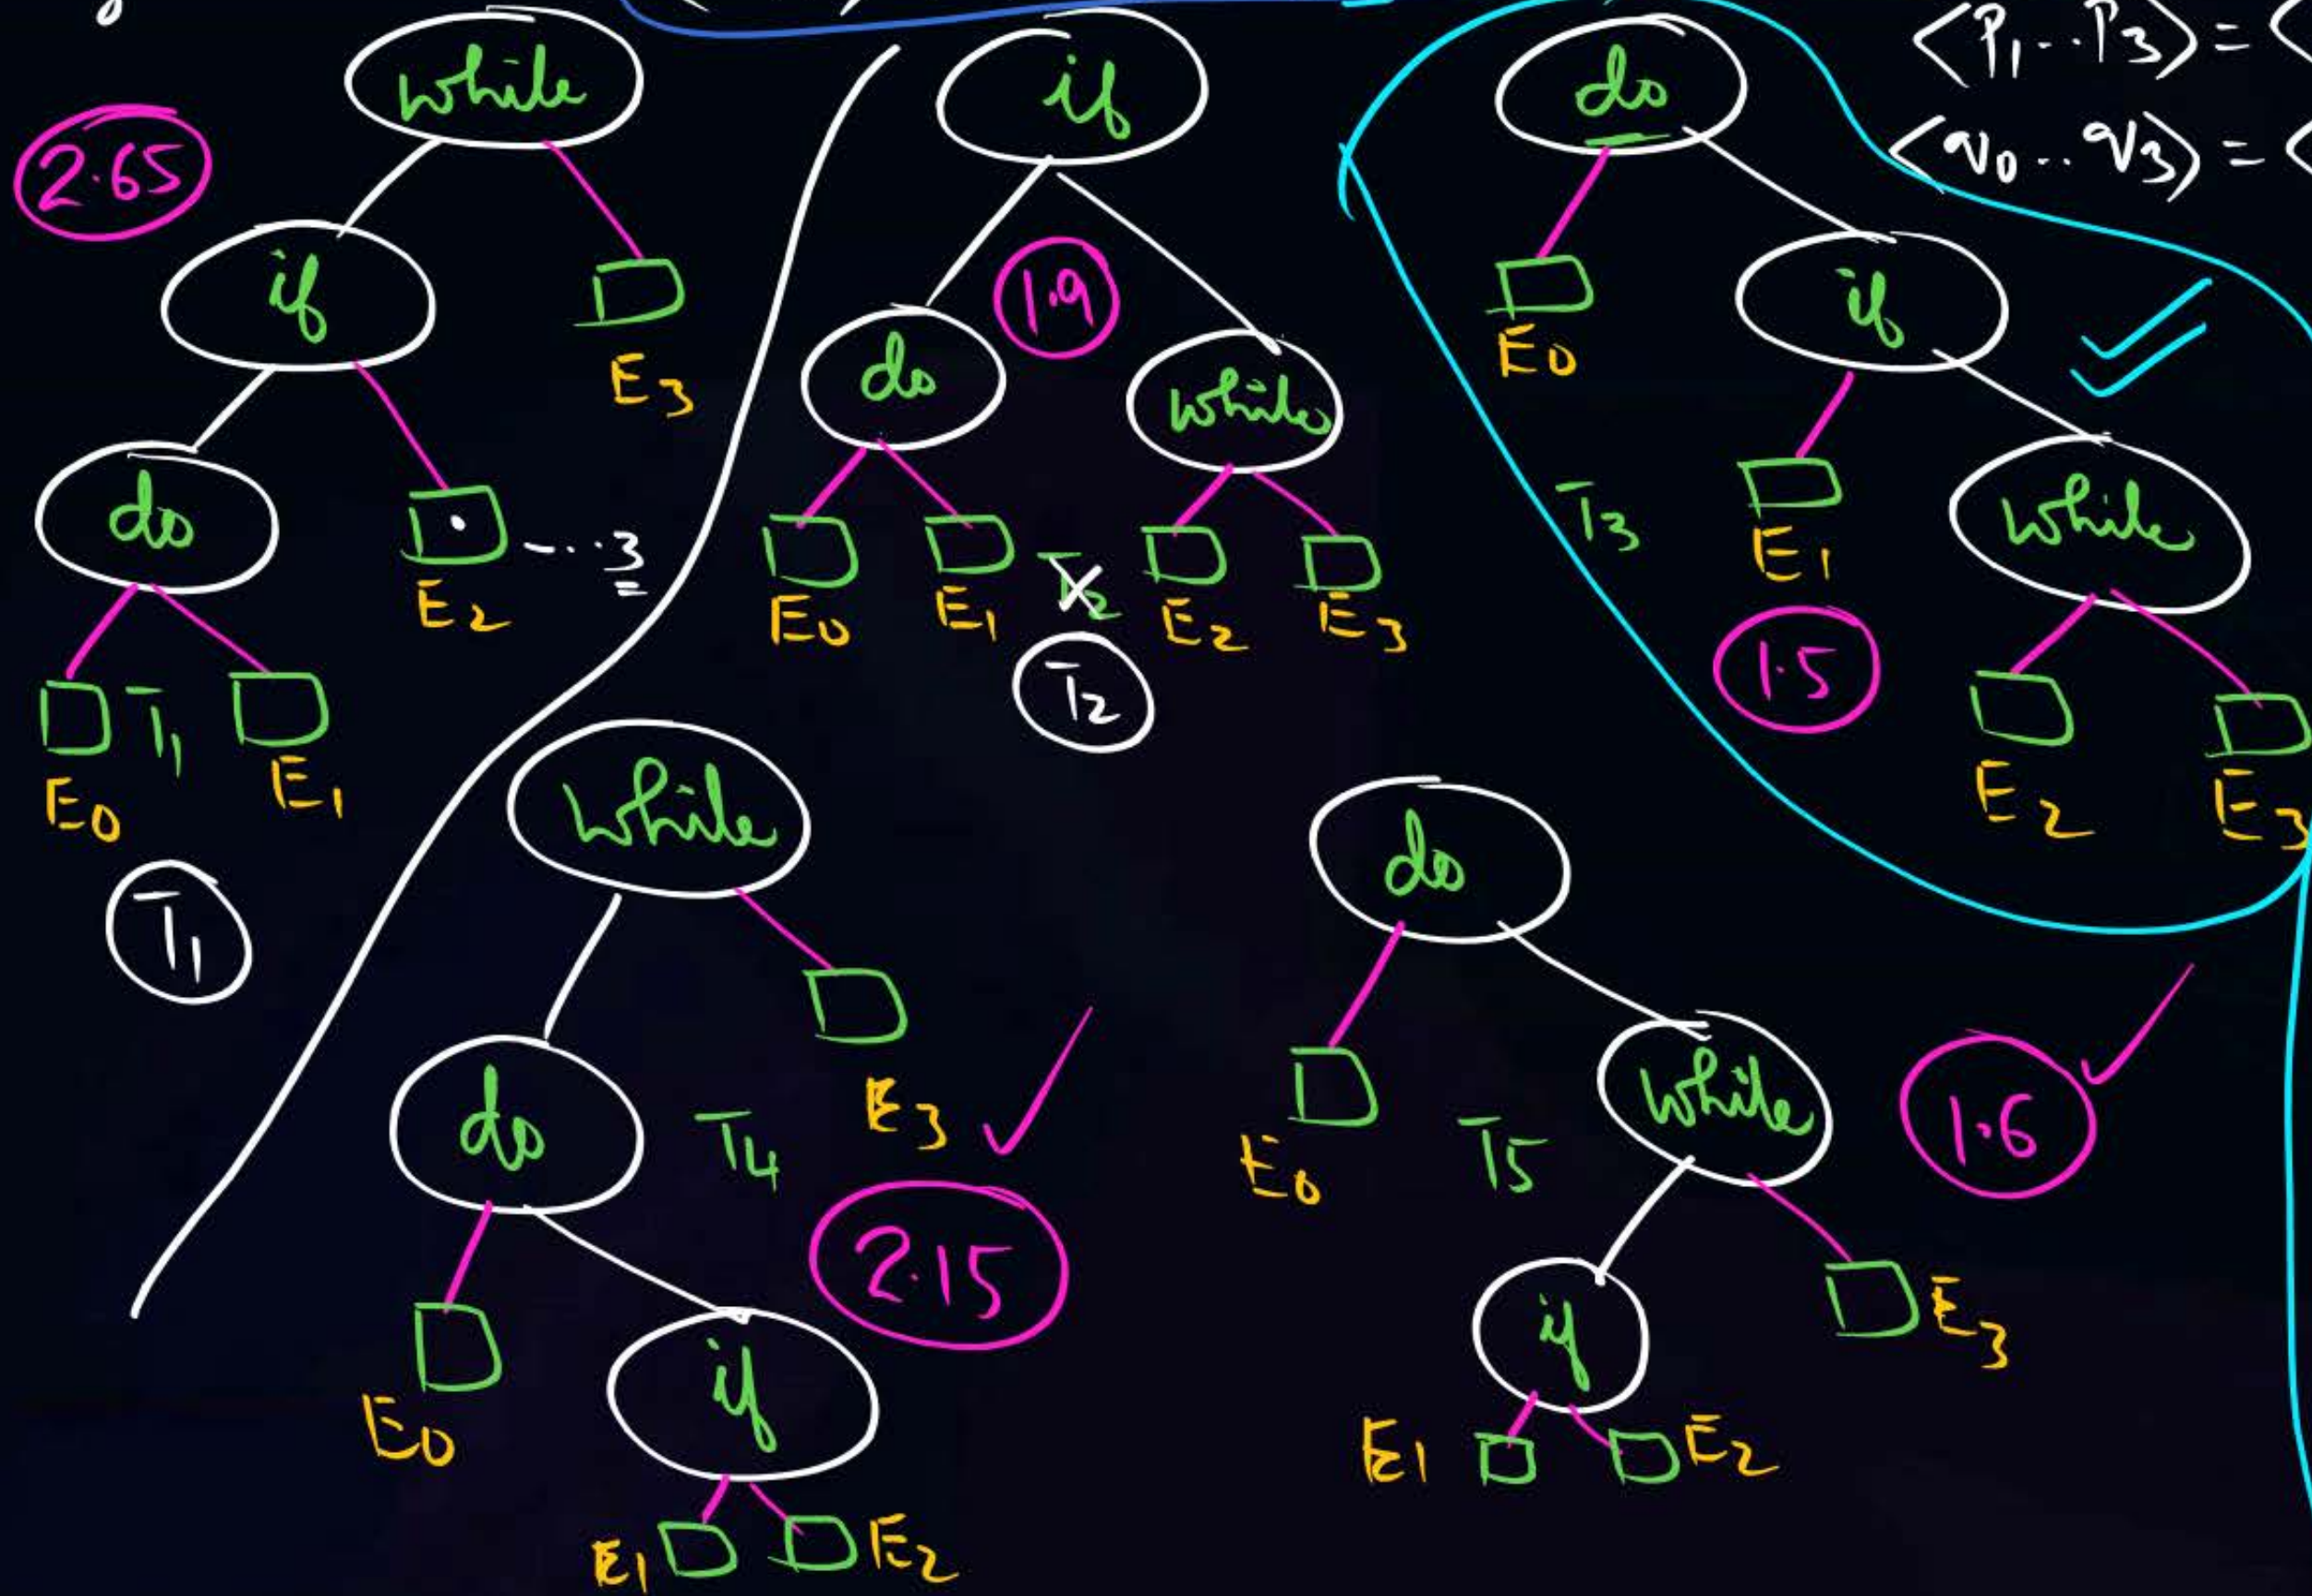 <P1..P3> = <
<q0..q3> = <
while
2.65
if
E3
do
E2
...3
E0
T1
E1
T1
if
1.9
do
while
E0
E1
E2
E3
T2
do
E0
if
T3
E1
while
1.5
E2
E3
while
do
T4
E3
2.15
E0
if
E1
E2
do
E0
T5
while
1.6
if
E3
E1
E2